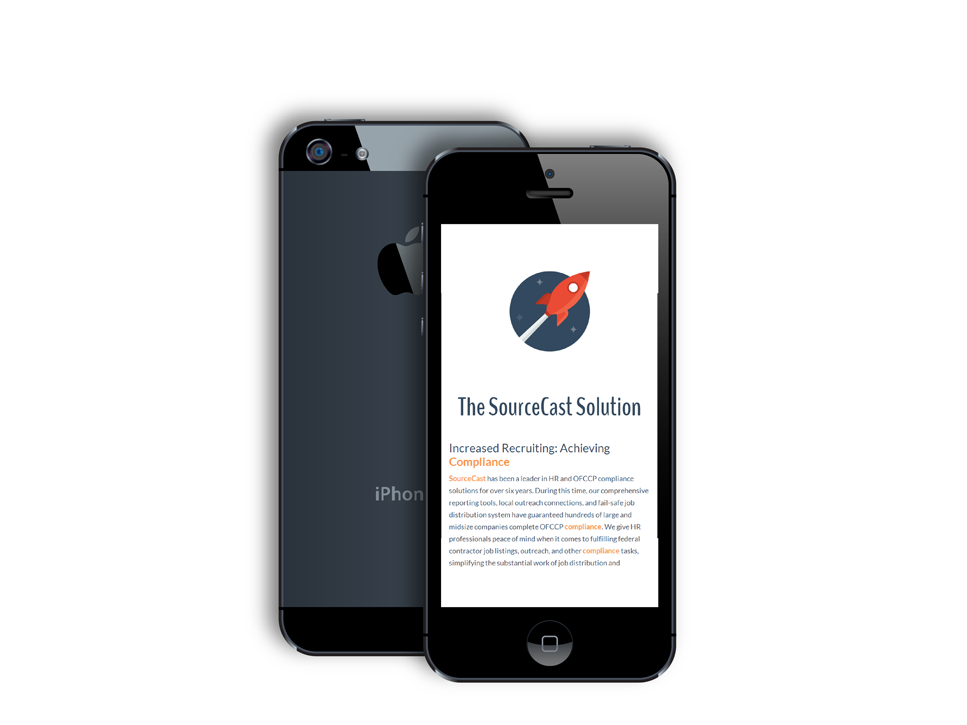 The SourceCast Solution
Increased Recruiting: Achieving
Compliance
SourceCast has been a leader in HR and OFCCP compliance
solutions for over six years. During this time, our comprehensive
reporting tools, local outreach connections, and fail-safe job
distribution system have guaranteed hundreds of large and
midsize companies complete OFCCP compliance. We give HR
professionals peace of mind when it comes to fulfilling federal
contractor job listings, outreach, and other compliance tasks,
simplifying the substantial work of job distribution and
iPhon